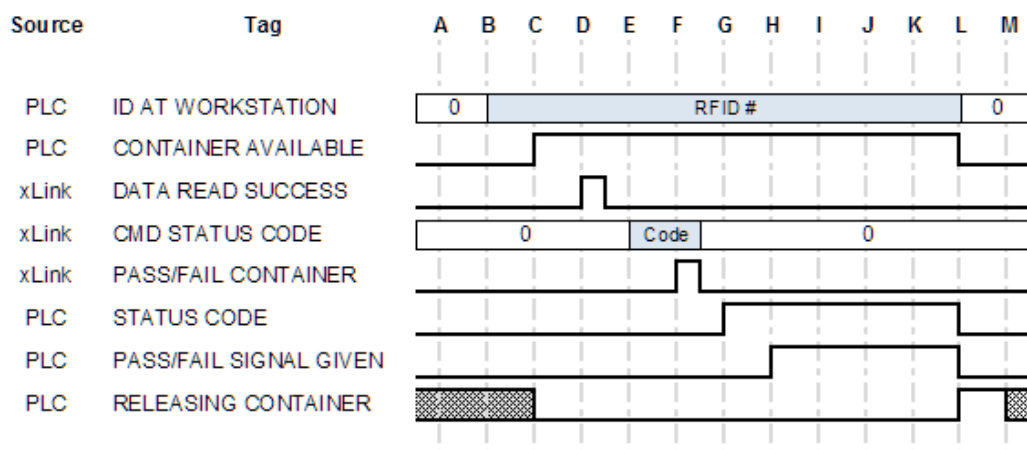 Source Tag A B C D E F G H I J K L M
PLC ID AT WORKSTATION 0 RFID # 0
PLC CONTAINER AVAILABLE
xLink DATA READ SUCCESS
xLink CMD STATUS CODE 0 Code 0
xLink PASS/FAIL CONTAINER
PLC STATUS CODE
PLC PASS/FAIL SIGNAL GIVEN
PLC RELEASING CONTAINER